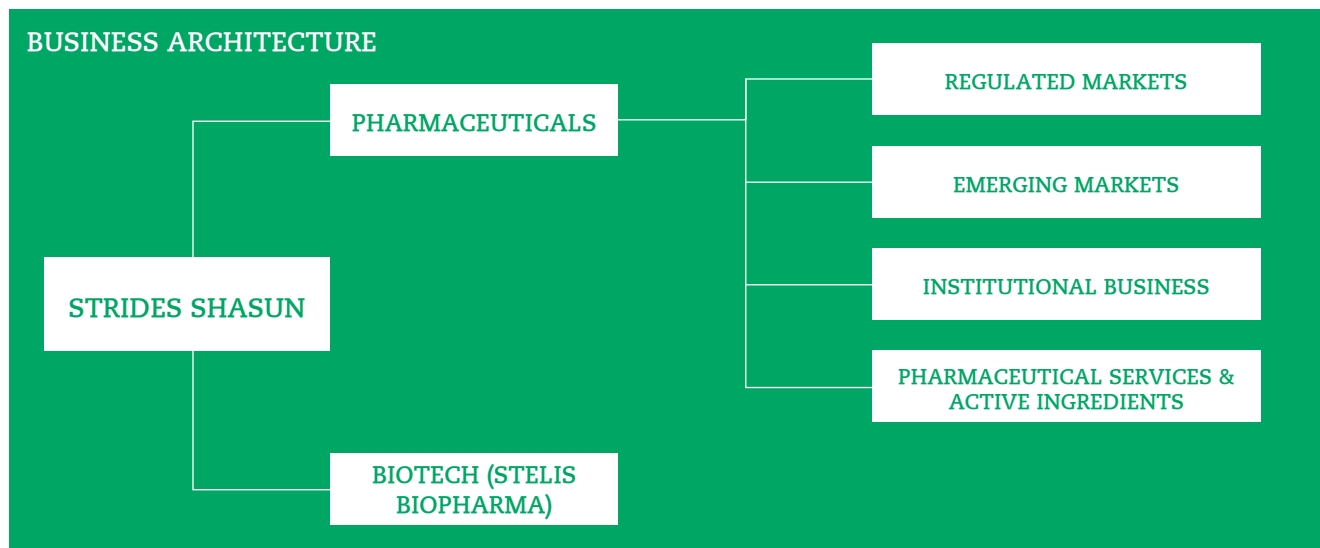 BUSINESS ARCHITECTURE
REGULATED MARKETS
PHARMACEUTICALS
EMERGING MARKETS
INSTITUTIONAL BUSINESS
STRIDES SHASUN
PHARMACEUTICAL SERVICES &
ACTIVE INGREDIENTS
BIOTECH (STELIS
BIOPHARMA)